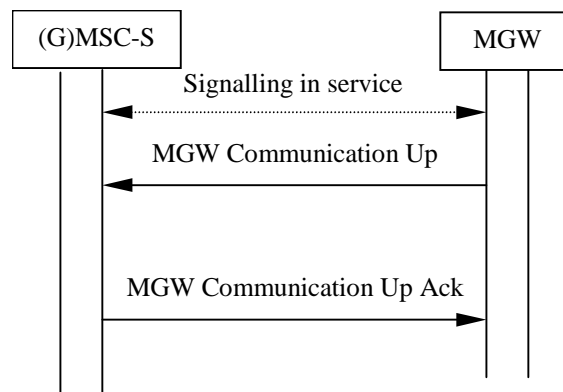 (G)MSC-S
MGW
Signalling in service
MGW Communication Up
MGW Communication Up Ack